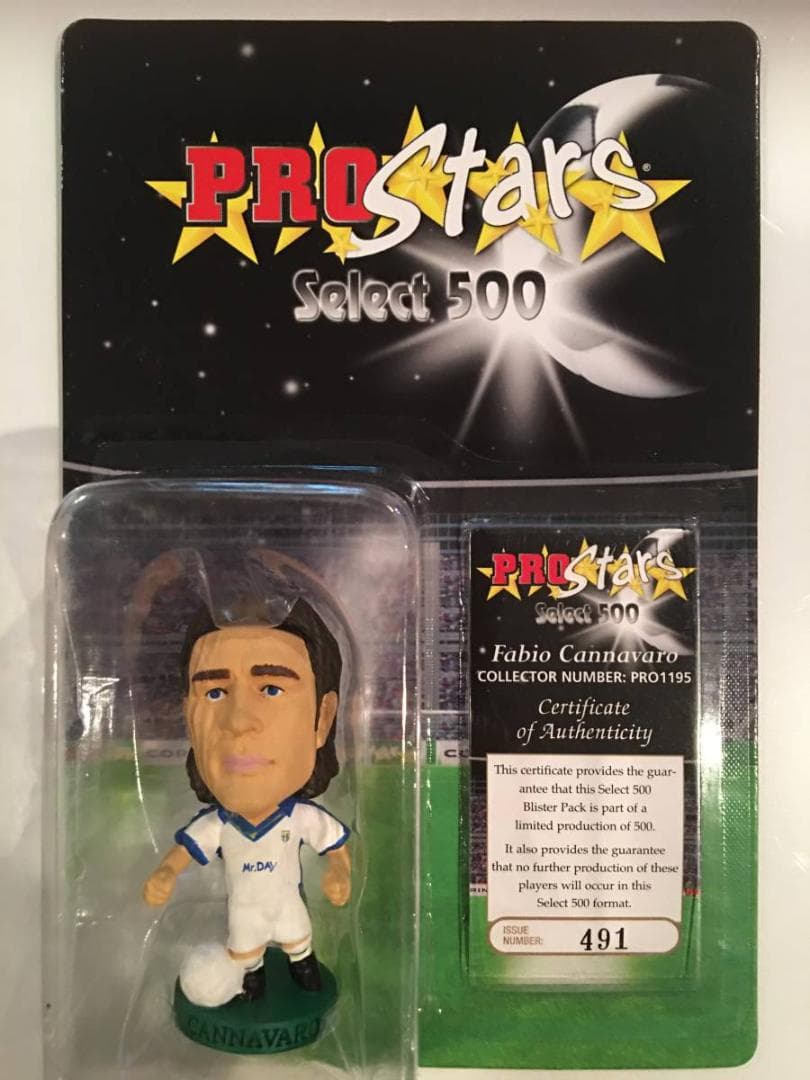 PROStars®
Select 500
PROStars
Select 500
Fabio Cannavaro
COLLECTOR NUMBER: PRO1195
Certificate
of Authenticity
This certificate provides the guar-
antee that this Select 500
Blister Pack is part of a
limited production of 500.
It also provides the guarantee
that no further production of these
players will occur in this
Select 500 format.
ISSUE
NUMBER: 491
Mr.DAY
CANNAVARO